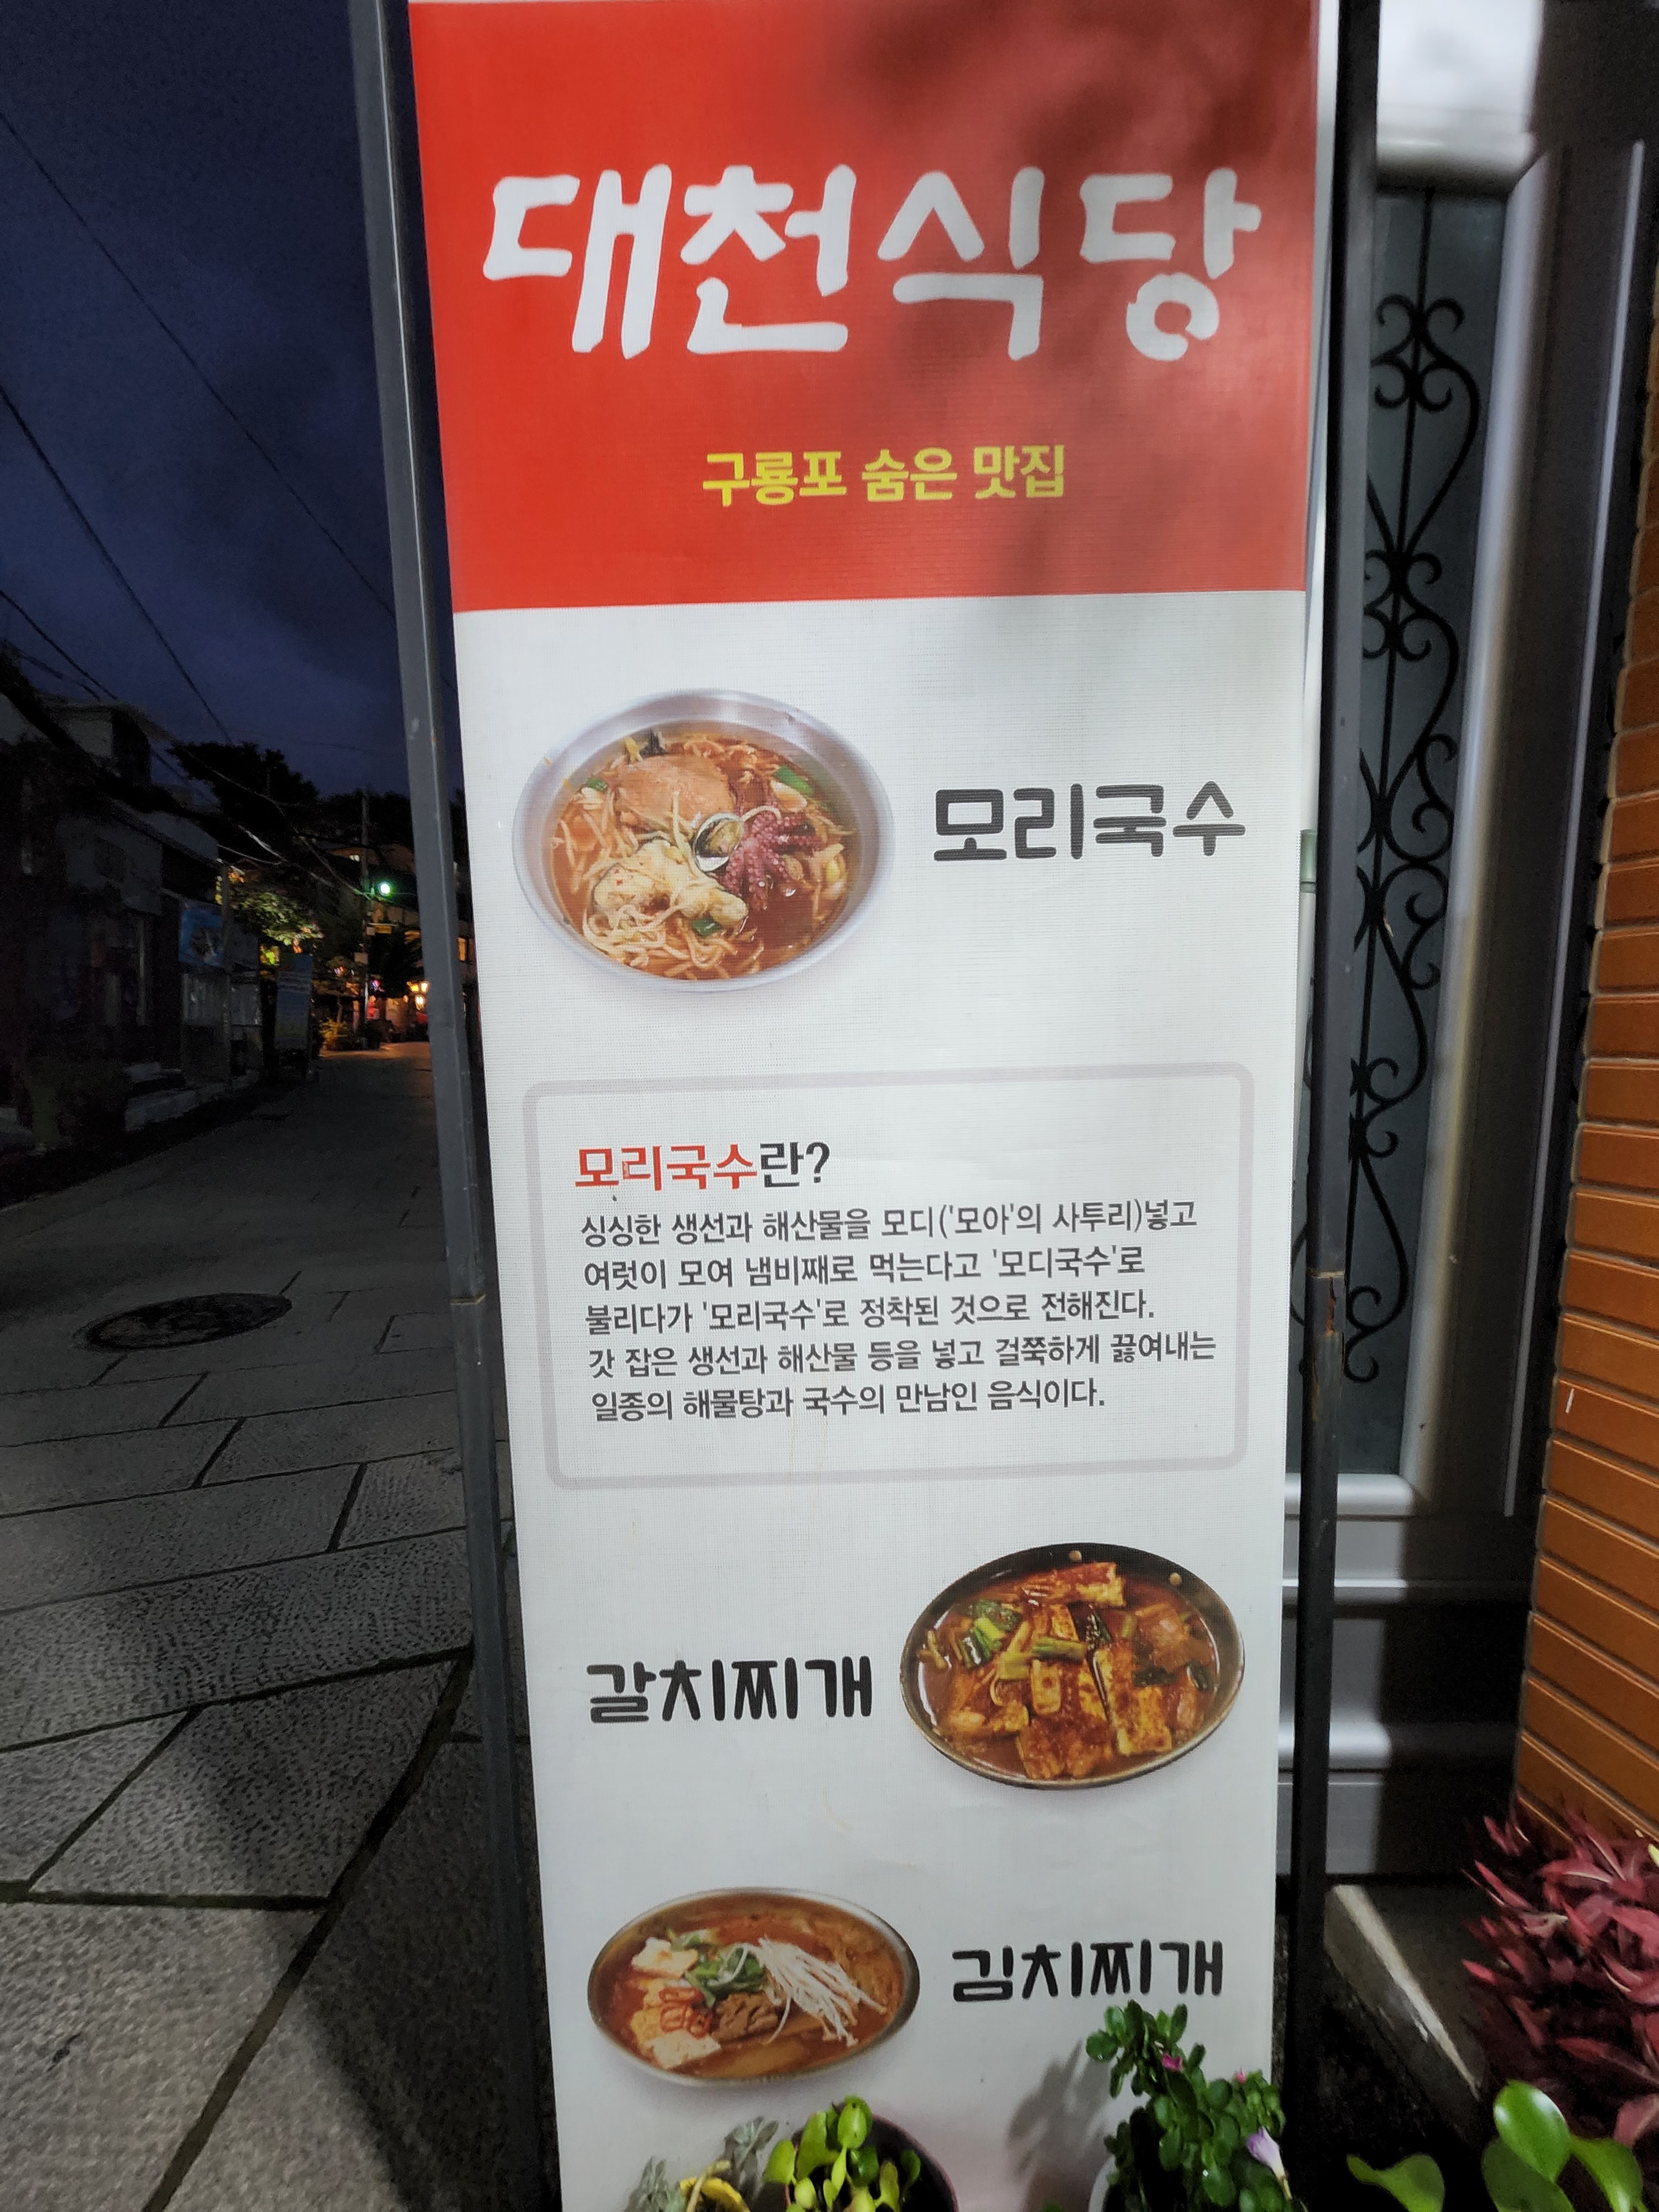 대천식당
구룡포 숨은 맛집
모리국수
모리국수란?
싱싱한 생선과 해산물을 모디('모아'의 사투리)넣고
여럿이 모여 냄비째로 먹는다고 '모디국수'로
불리다가 '모리국수'로 정착된 것으로 전해진다.
갓 잡은 생선과 해산물 등을 넣고 걸쭉하게 끓여내는
일종의 해물탕과 국수의 만남인 음식이다.
갈치찌개
김치찌개